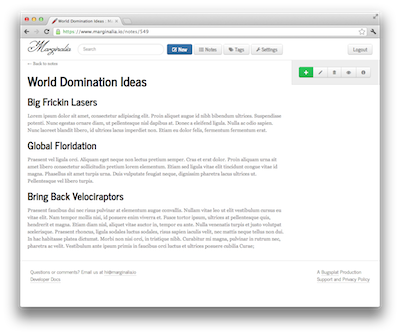 World Domination Ideas - M
https://www.marginalia.io/notes/549
Marginalia
Search
New
Notes
Tags
Settings
Logout
← Back to notes
World Domination Ideas
Big Frickin Lasers
Lorem ipsum dolor sit amet, consectetur adipiscing elit. Proin aliquet augue id nibh bibendum ultrices. Suspendisse
potenti. Nunc egestas ornare diam, ut pellentesque nisl dapibus at. Donec a eleifend ligula. Nulla ac odio sapien.
Nunc laoreet blandit libero, id ultrices lacus imperdiet non. Etiam eu dolor felis, fermentum fermentum erat.
Global Floridation
Praesent vel ligula orci. Aliquam eget neque non lectus pretium semper. Cras et erat dolor. Proin aliquam urna sit
amet libero consectetur sollicitudin pretium lorem elementum. Etiam sed ligula vitae elit tincidunt congue vitae id
magna. Phasellus sit amet turpis urna. Duis vulputate feugiat neque, dignissim pharetra lacus ultrices ut.
Pellentesque vel libero turpis.
Bring Back Velociraptors
Praesent faucibus dui nec risus pulvinar at elementum augue convallis. Nullam vitae leo ut elit vestibulum cursus eu
vitae elit. Nam tempor mollis nisi, id posuere enim viverra et. Fusce tortor ipsum, ultrices at pellentesque quis,
hendrerit et magna. Etiam diam nisl, aliquet vitae auctor in, tempor eu ante. Nulla venenatis turpis et justo volutpat
scelerisque. Praesent rhoncus, ligula sodales luctus sodales, risus sapien iaculis velit, nec mattis neque tellus non dui.
In hac habitasse platea dictumst. Morbi non nisl orci, in tristique nibh. Curabitur mi magna, pulvinar in rutrum nec,
pharetra ac velit. Vestibulum ante ipsum primis in faucibus orci luctus et ultrices posuere cubilia Curae;
Questions or comments? Email us at hi@marginalia.io
Developer Docs
A Bugsplat Production
Support and Privacy Policy